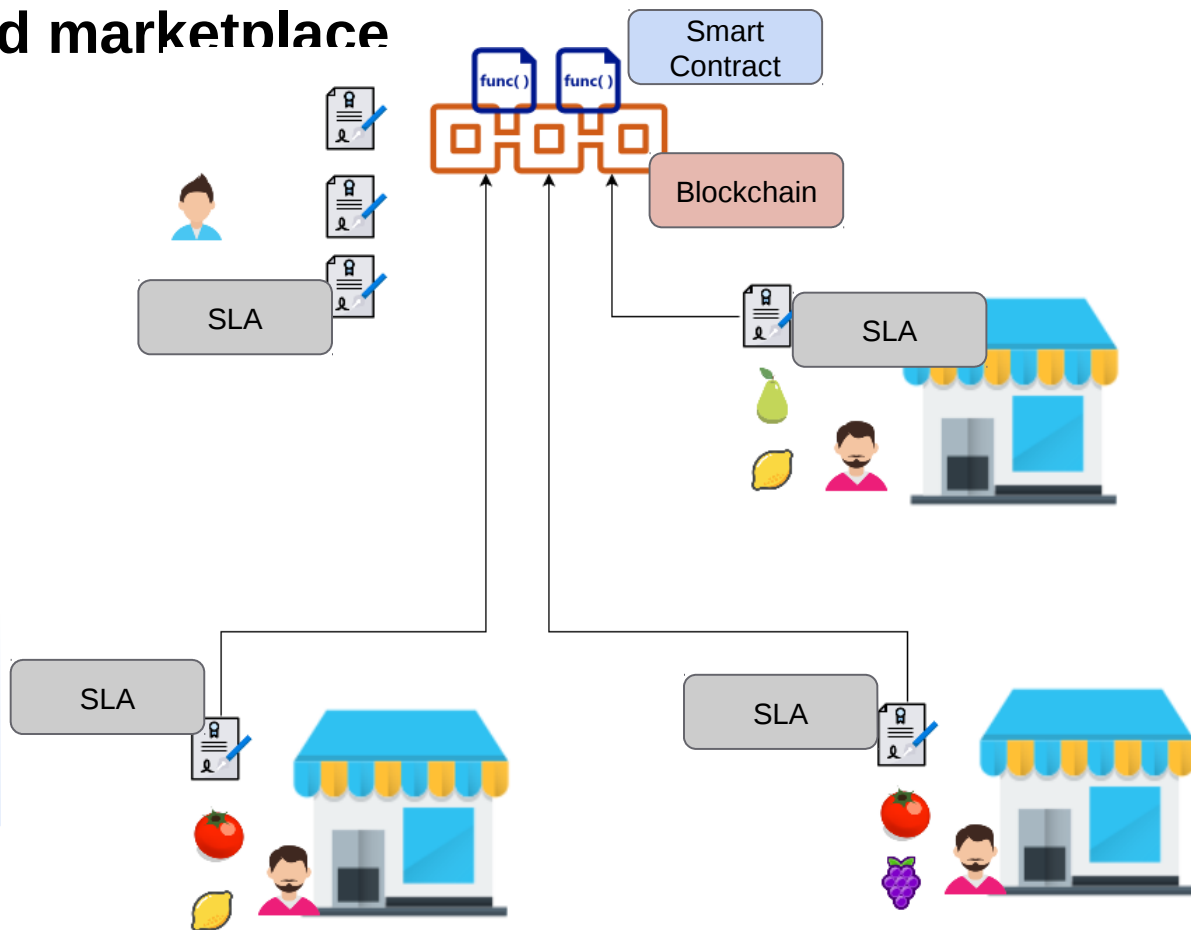 d marketplace
Smart
Contract
func( )
func( )
Blockchain
SLA
SLA
SLA
SLA